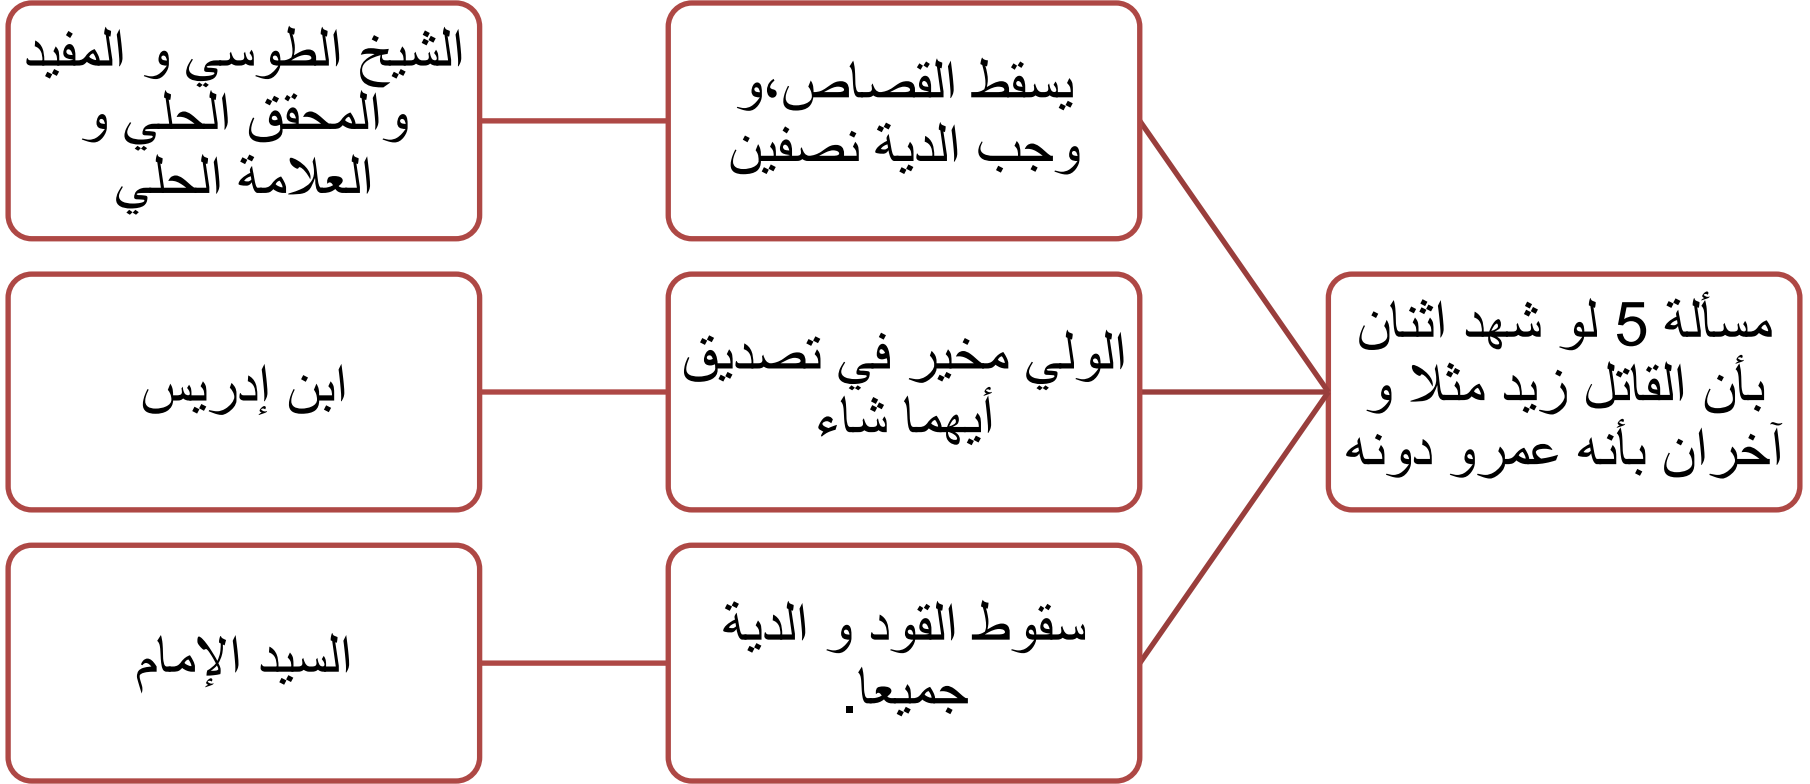 مسألة 5 لو شهد اثنان
بأن القاتل زيد مثلا و
آخران بأنه عمرو دونه
يسقط القصاص،و
وجب الدية نصفين
الشيخ الطوسي و المفيد
والمحقق الحلي و
العلامة الحلي
الولي مخير في تصديق
أيهما شاء
ابن إدريس
سقوط القود و الدية
جميعا.
السيد الإمام